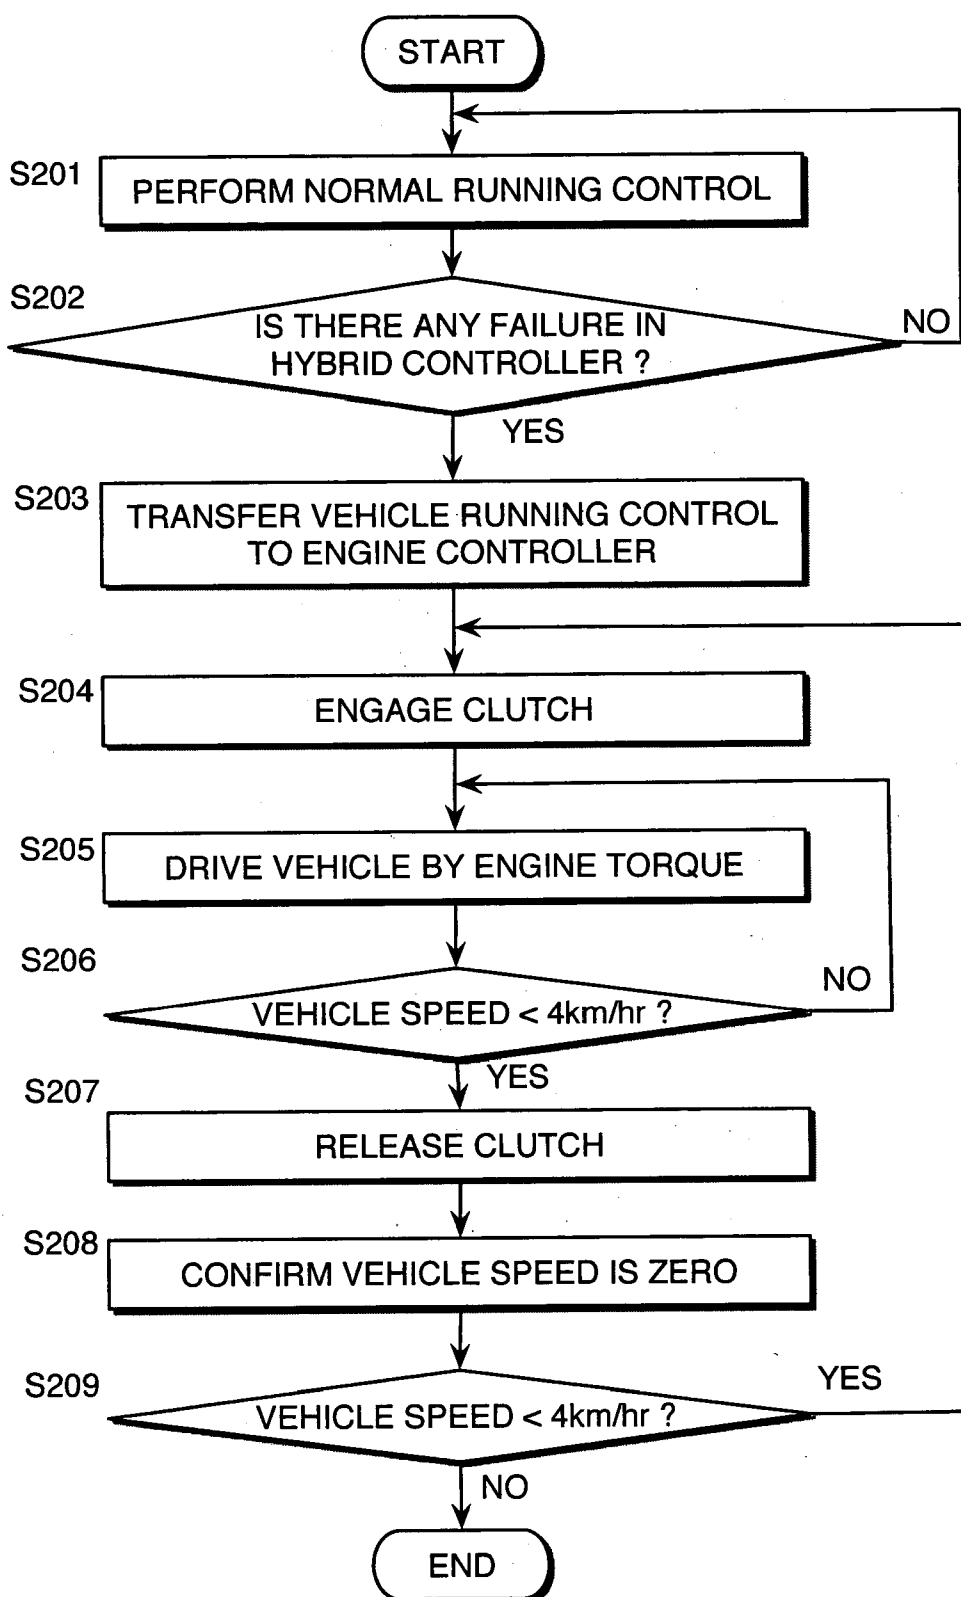 START
S201
PERFORM NORMAL RUNNING CONTROL
S202
IS THERE ANY FAILURE IN
HYBRID CONTROLLER ?
NO
YES
S203
TRANSFER VEHICLE RUNNING CONTROL
TO ENGINE CONTROLLER
S204
ENGAGE CLUTCH
S205
DRIVE VEHICLE BY ENGINE TORQUE
S206
VEHICLE SPEED < 4km/hr ?
NO
YES
S207
RELEASE CLUTCH
S208
CONFIRM VEHICLE SPEED IS ZERO
S209
VEHICLE SPEED < 4km/hr ?
YES
NO
END